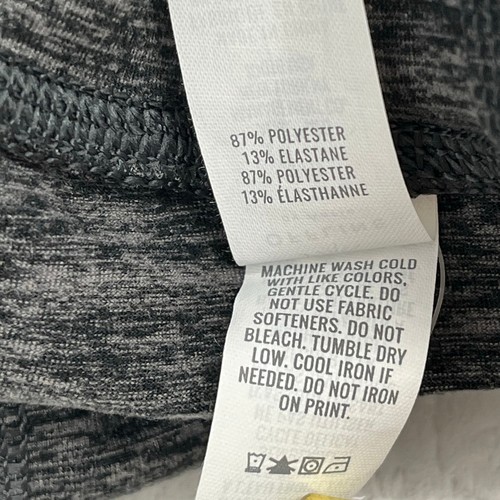 87% POLYESTER
13% ELASTANE
87% POLYESTER
13% ÉLASTHANNE
MACHINE WASH COLD
WITH LIKE COLORS,
GENTLE CYCLE. DO
NOT USE FABRIC
SOFTENERS. DO NOT
BLEACH. TUMBLE DRY
LOW. COOL IRON IF
NEEDED. DO NOT IRON
ON PRINT.